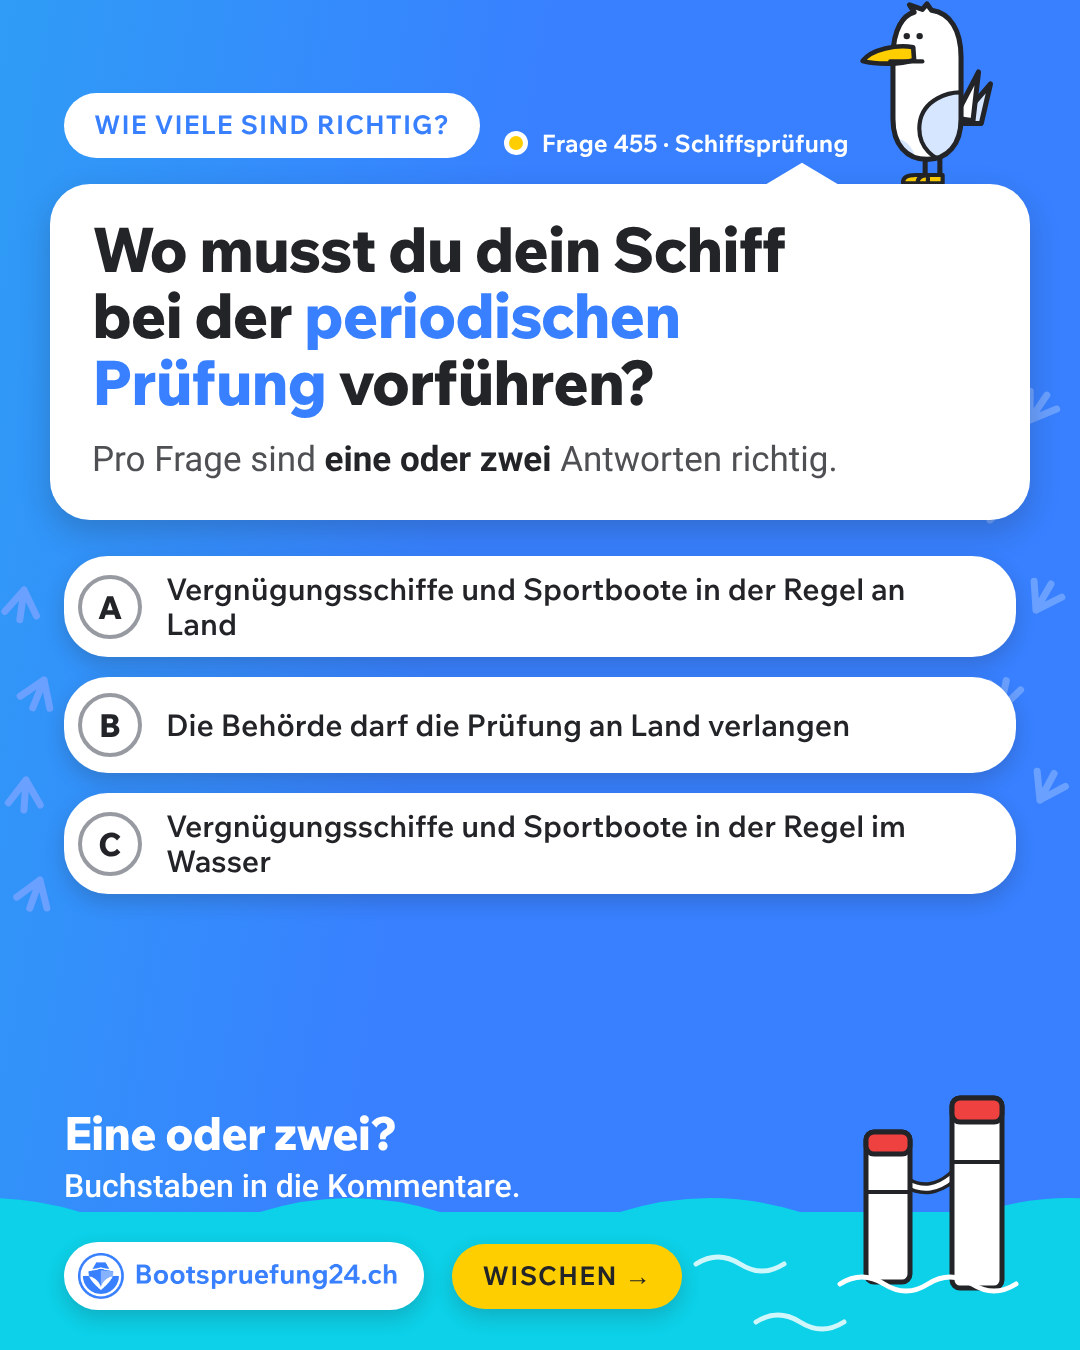 WIE VIELE SIND RICHTIG?
Frage 455 · Schiffsprüfung
Wo musst du dein Schiff
bei der periodischen
Prüfung vorführen?
Pro Frage sind eine oder zwei Antworten richtig.
A
Vergnügungsschiffe und Sportboote in der Regel an
Land
B
Die Behörde darf die Prüfung an Land verlangen
C
Vergnügungsschiffe und Sportboote in der Regel im
Wasser
Eine oder zwei?
Buchstaben in die Kommentare.
Bootspruefung24.ch
WISCHEN →